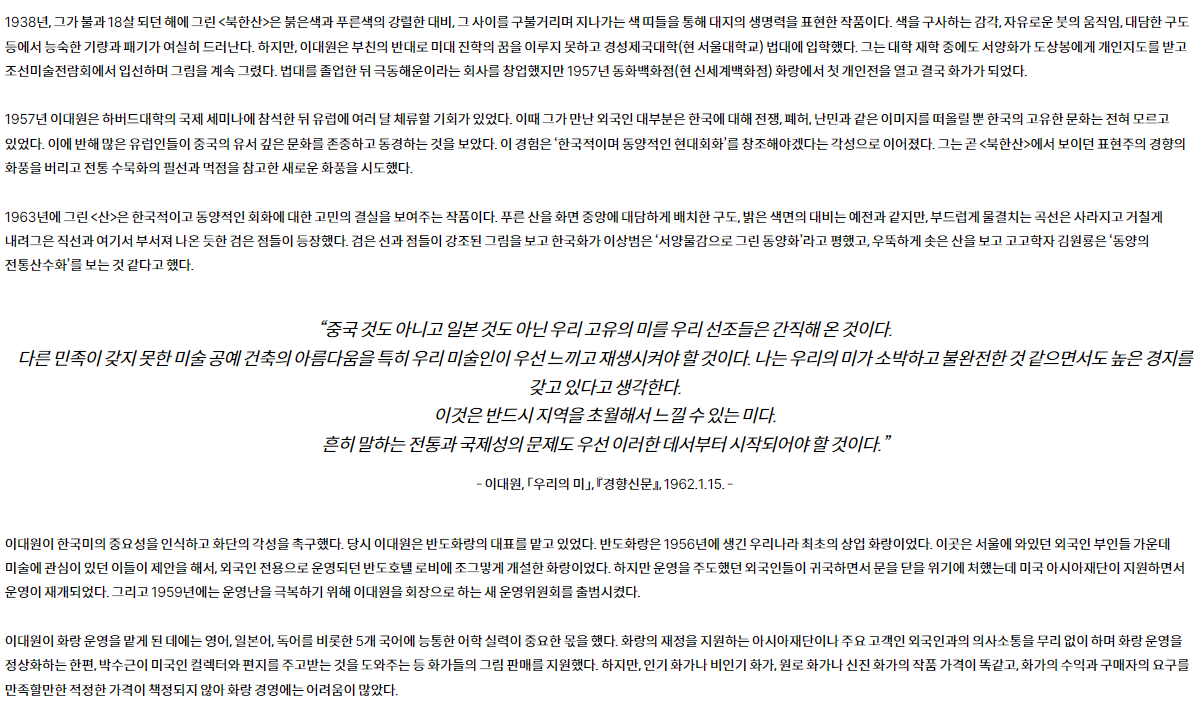 1938년, 그가 불과 18살 되던 해에 그린 <북한산>은 붉은색과 푸른색의 강렬한 대비, 그 사이를 구불거리며 지나가는 색 띠들을 통해 대지의 생명력을 표현한 작품이다. 색을 구사하는 감각, 자유로운 붓의 움직임, 대담한 구도
등에서 능숙한 기량과 패기가 여실히 드러난다. 하지만, 이대원은 부친의 반대로 미대 진학의 꿈을 이루지 못하고 경성제국대학(현 서울대학교) 법대에 입학했다. 그는 대학 재학 중에도 서양화가 도상봉에게 개인지도를 받고
조선미술전람회에서 입선하며 그림을 계속 그렸다. 법대를 졸업한 뒤 극동해운이라는 회사를 창업했지만 1957년 동화백화점(현 신세계백화점) 화랑에서 첫 개인전을 열고 결국 화가가 되었다.
1957년 이대원은 하버드대학의 국제 세미나에 참석한 뒤 유럽에 여러 달 체류할 기회가 있었다. 이때 그가 만난 외국인 대부분은 한국에 대해 전쟁, 폐허, 난민과 같은 이미지를 떠올릴 뿐 한국의 고유한 문화는 전혀 모르고
있었다. 이에 반해 많은 유럽인들이 중국의 유서 깊은 문화를 존중하고 동경하는 것을 보았다. 이 경험은 ‘한국적이며 동양적인 현대회화’를 창조해야겠다는 각성으로 이어졌다. 그는 곧 <북한산>에서 보이던 표현주의 경향의
화풍을 버리고 전통 수묵화의 필선과 먹점을 참고한 새로운 화풍을 시도했다.
1963년에 그린 <산>은 한국적이고 동양적인 회화에 대한 고민의 결실을 보여주는 작품이다. 푸른 산을 화면 중앙에 대담하게 배치한 구도, 밝은 색면의 대비는 예전과 같지만, 부드럽게 물결치는 곡선은 사라지고 거칠게
내려그은 직선과 여기서 부서져 나온 듯한 검은 점들이 등장했다. 검은 선과 점들이 강조된 그림을 보고 한국화가 이상범은 ‘서양물감으로 그린 동양화’라고 평했고, 우뚝하게 솟은 산을 보고 고고학자 김원룡은 ‘동양의
전통산수화’를 보는 것 같다고 했다.
“중국 것도 아니고 일본 것도 아닌 우리 고유의 미를 우리 선조들은 간직해 온 것이다.
다른 민족이 갖지 못한 미술 공예 건축의 아름다움을 특히 우리 미술인이 우선 느끼고 재생시켜야 할 것이다. 나는 우리의 미가 소박하고 불완전한 것 같으면서도 높은 경지를
갖고 있다고 생각한다.
이것은 반드시 지역을 초월해서 느낄 수 있는 미다.
흔히 말하는 전통과 국제성의 문제도 우선 이러한 데서부터 시작되어야 할 것이다.”
- 이대원, 「우리의 미」, 『경향신문』, 1962.1.15. -
이대원이 한국미의 중요성을 인식하고 화단의 각성을 촉구했다. 당시 이대원은 반도화랑의 대표를 맡고 있었다. 반도화랑은 1956년에 생긴 우리나라 최초의 상업 화랑이었다. 이곳은 서울에 와있던 외국인 부인들 가운데
미술에 관심이 있던 이들이 제안을 해서, 외국인 전용으로 운영되던 반도호텔 로비에 조그맣게 개설한 화랑이었다. 하지만 운영을 주도했던 외국인들이 귀국하면서 문을 닫을 위기에 처했는데 미국 아시아재단이 지원하면서
운영이 재개되었다. 그리고 1959년에는 운영난을 극복하기 위해 이대원을 회장으로 하는 새 운영위원회를 출범시켰다.
이대원이 화랑 운영을 맡게 된 데에는 영어, 일본어, 독어를 비롯한 5개 국어에 능통한 어학 실력이 중요한 몫을 했다. 화랑의 재정을 지원하는 아시아재단이나 주요 고객인 외국인과의 의사소통을 무리 없이 하며 화랑 운영을
정상화하는 한편, 박수근이 미국인 컬렉터와 편지를 주고받는 것을 도와주는 등 화가들의 그림 판매를 지원했다. 하지만, 인기 화가나 비인기 화가, 원로 화가나 신진 화가의 작품 가격이 똑같고, 화가의 수익과 구매자의 요구를
만족할만한 적정한 가격이 책정되지 않아 화랑 경영에는 어려움이 많았다.